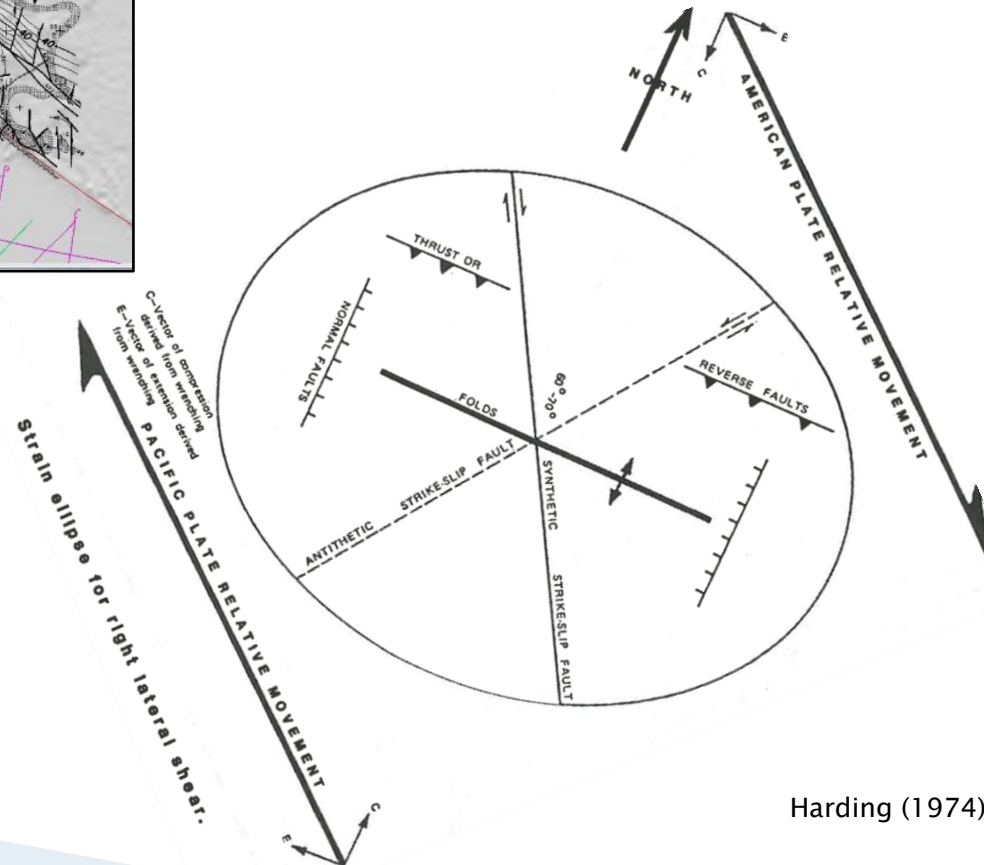 40
40
C
C
NORTH
C
E
AMERICAN PLATE RELATIVE MOVEMENT
THRUST OR
NORMAL FAULTS
FOLDS
60°-70°
REVERSE FAULTS
ANTITHETIC STRIKE-SLIP FAULT
SYNTHETIC STRIKE-SLIP FAULT
C—Vector of compression
derived from wrenching
E—Vector of extension derived
from wrenching
PACIFIC PLATE RELATIVE MOVEMENT
Strain ellipse for right lateral shear.
E
C
Harding (1974)